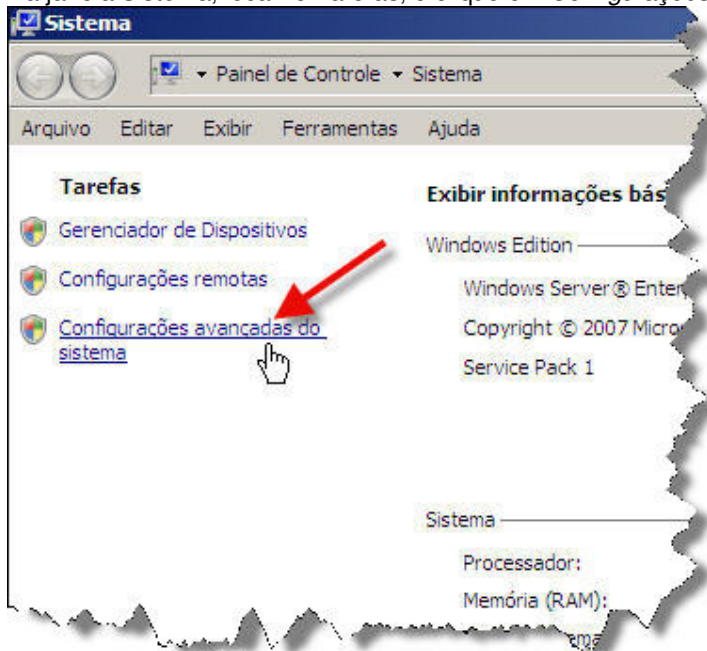 Sistema
Painel de Controle Sistema
Arquivo Editar Exibir Ferramentas Ajuda
Tarefas
Gerenciador de Dispositivos
Configurações remotas
Configurações avançadas do
sistema
Exibir informações bás
Windows Edition
Windows Server® Enter
Copyright © 2007 Micro
Service Pack 1
Sistema
Processador:
Memória (RAM):